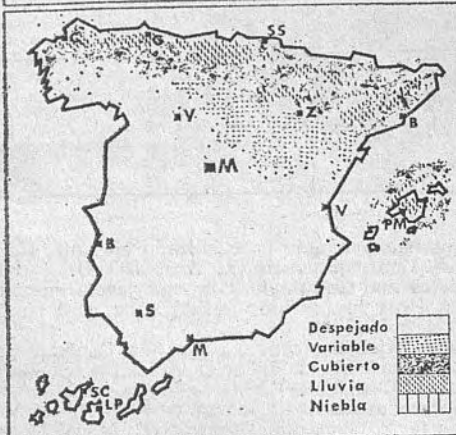 C G SS
V Z B
M
V PM
B
S
M
SC
LP
Despejado
Variable
Cubierto
Lluvia
Niebla